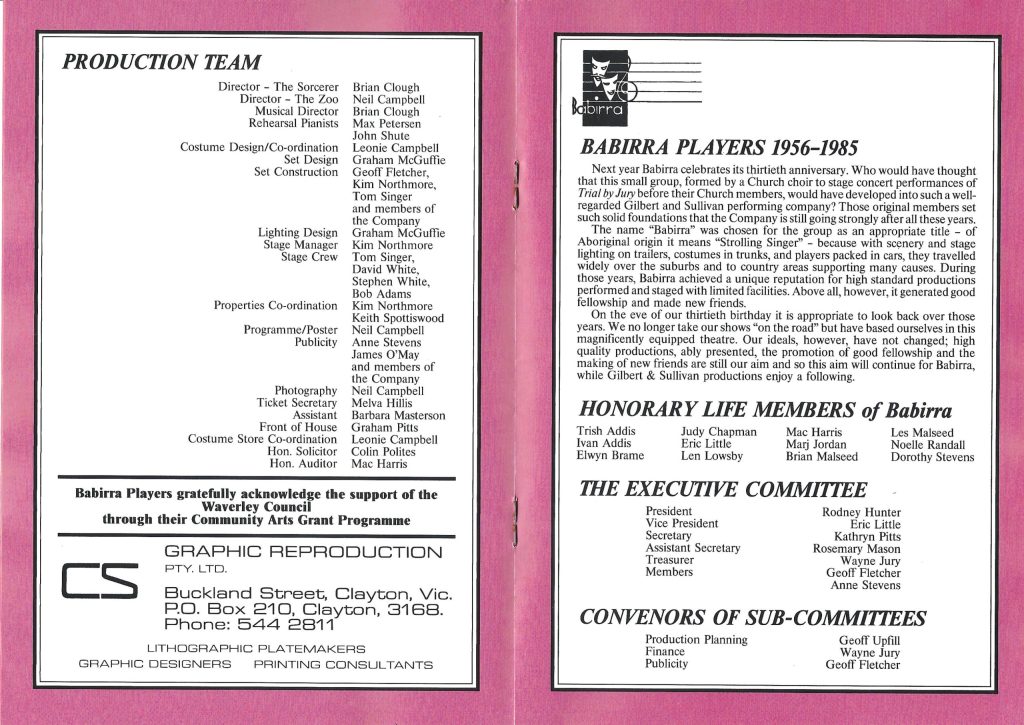 PRODUCTION TEAM
Director – The Sorcerer Brian Clough
Director – The Zoo Neil Campbell
Musical Director Brian Clough
Rehearsal Pianists Max Petersen
John Shute
Costume Design/Co-ordination Leonie Campbell
Set Design Graham McGuffie
Set Construction Geoff Fletcher,
Kim Northmore,
Tom Singer
and members of
the Company
Lighting Design Graham McGuffie
Stage Manager Kim Northmore
Stage Crew Tom Singer,
David White,
Stephen White,
Bob Adams
Properties Co-ordination Kim Northmore
Keith Spottiswood
Programme/Poster Neil Campbell
Publicity Anne Stevens
James O'May
and members of
the Company
Photography Neil Campbell
Ticket Secretary Melva Hillis
Assistant Barbara Masterson
Front of House Graham Pitts
Costume Store Co-ordination Leonie Campbell
Hon. Solicitor Colin Polites
Hon. Auditor Mac Harris
Babirra Players gratefully acknowledge the support of the
Waverley Council
through their Community Arts Grant Programme
CS
GRAPHIC REPRODUCTION
PTY. LTD.
Buckland Street, Clayton, Vic.
P.O. Box 210, Clayton, 3168.
Phone: 544 2811
LITHOGRAPHIC PLATEMAKERS
GRAPHIC DESIGNERS PRINTING CONSULTANTS
Babirra
BABIRRA PLAYERS 1956–1985
Next year Babirra celebrates its thirtieth anniversary. Who would have thought
that this small group, formed by a Church choir to stage concert performances of
Trial by Jury before their Church members, would have developed into such a well-
regarded Gilbert and Sullivan performing company? Those original members set
such solid foundations that the Company is still going strongly after all these years.
The name "Babirra" was chosen for the group as an appropriate title – of
Aboriginal origin it means "Strolling Singer" – because with scenery and stage
lighting on trailers, costumes in trunks, and players packed in cars, they travelled
widely over the suburbs and to country areas supporting many causes. During
those years, Babirra achieved a unique reputation for high standard productions
performed and staged with limited facilities. Above all, however, it generated good
fellowship and made new friends.
On the eve of our thirtieth birthday it is appropriate to look back over those
years. We no longer take our shows "on the road" but have based ourselves in this
magnificently equipped theatre. Our ideals, however, have not changed; high
quality productions, ably presented, the promotion of good fellowship and the
making of new friends are still our aim and so this aim will continue for Babirra,
while Gilbert & Sullivan productions enjoy a following.
HONORARY LIFE MEMBERS of Babirra
Trish Addis Judy Chapman Mac Harris Les Malseed
Ivan Addis Eric Little Marj Jordan Noelle Randall
Elwyn Brame Len Lowsby Brian Malseed Dorothy Stevens
THE EXECUTIVE COMMITTEE
President Rodney Hunter
Vice President Eric Little
Secretary Kathryn Pitts
Assistant Secretary Rosemary Mason
Treasurer Wayne Jury
Members Geoff Fletcher
Anne Stevens
CONVENORS OF SUB-COMMITTEES
Production Planning Geoff Upfill
Finance Wayne Jury
Publicity Geoff Fletcher